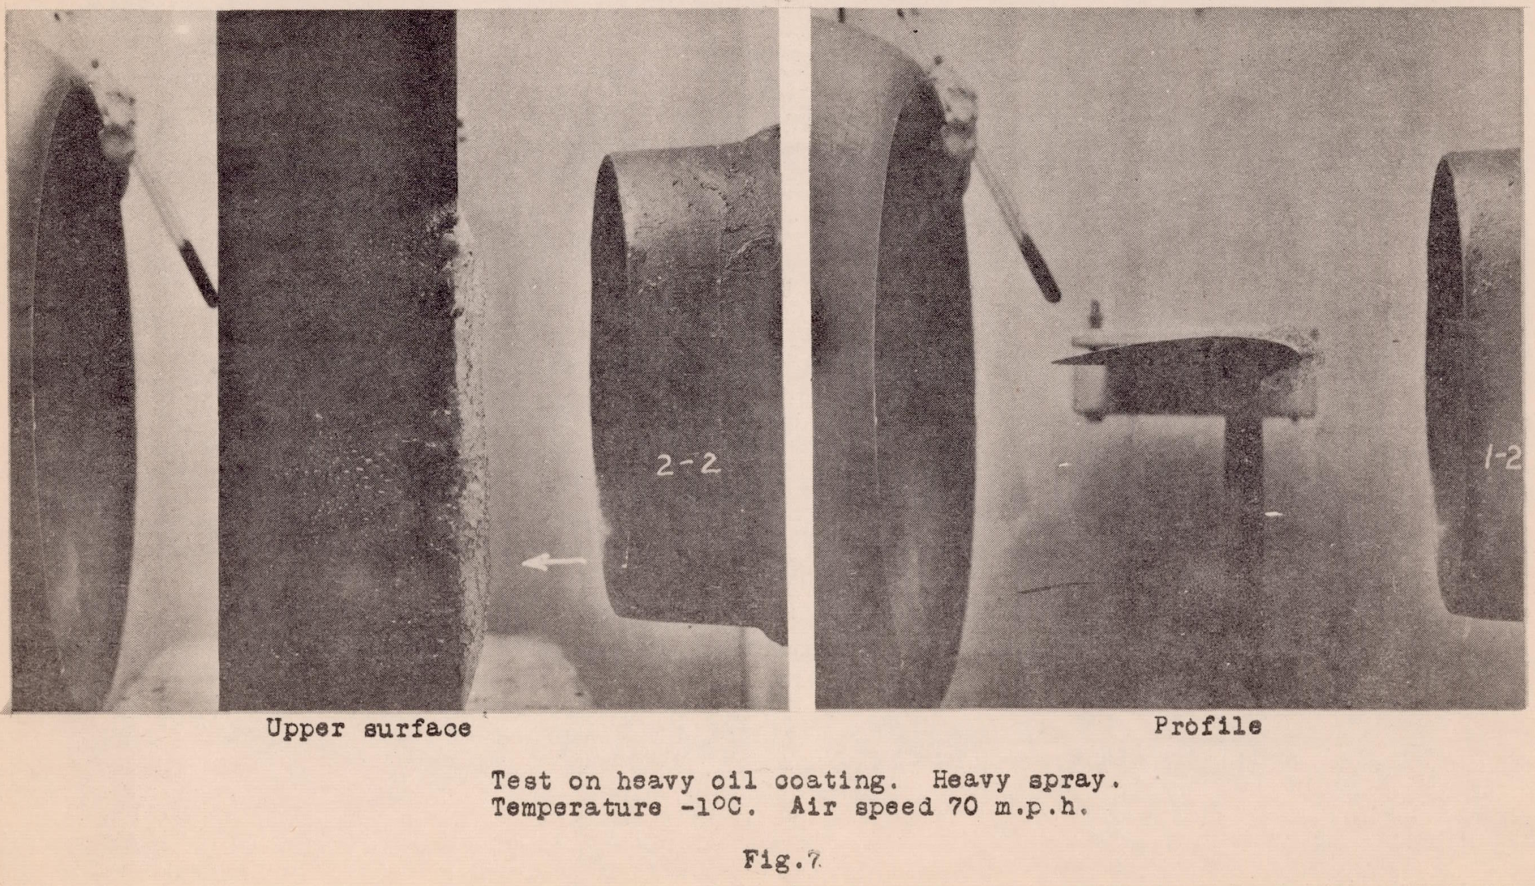 2-2
1-2
Upper surface
Profile
Test on heavy oil coating. Heavy spray.
Temperature -1°C. Air speed 70 m.p.h.
Fig.7